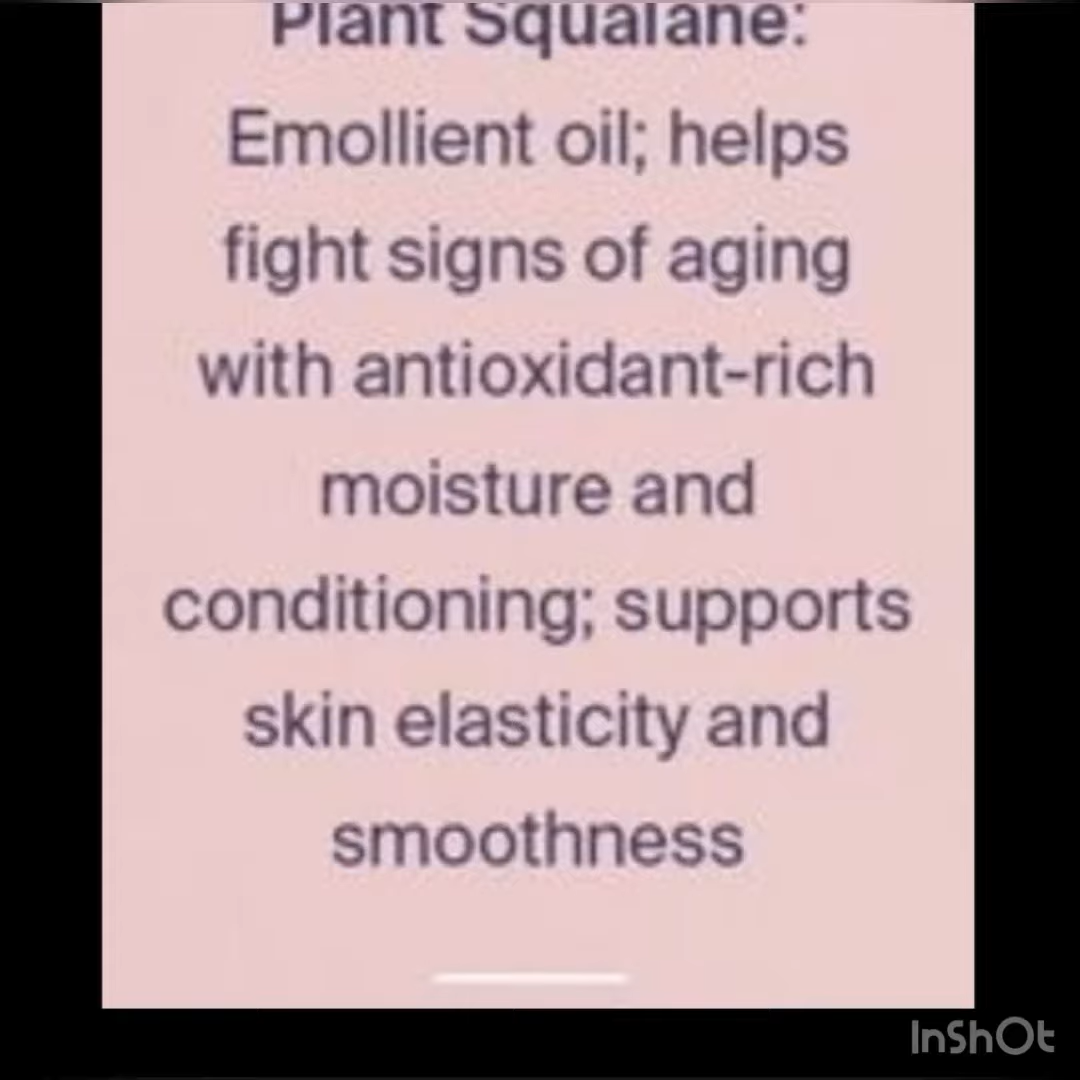 Plant Squalane:
Emollient oil; helps
fight signs of aging
with antioxidant-rich
moisture and
conditioning; supports
skin elasticity and
smoothness
InShOt